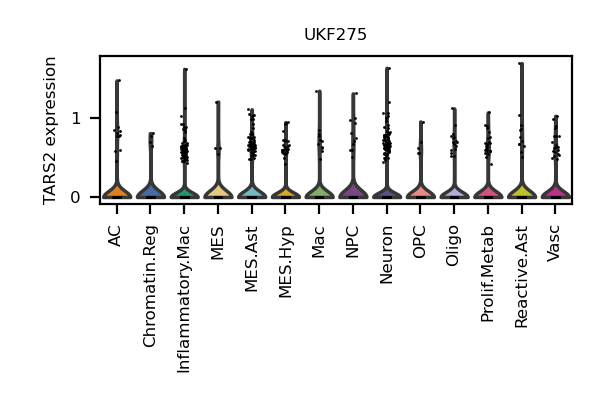 UKF275
TARS2 expression
1
0
AC
Chromatin.Reg
Inflammatory.Mac
MES
MES.Ast
MES.Hyp
Mac
NPC
Neuron
OPC
Oligo
Prolif.Metab
Reactive.Ast
Vasc